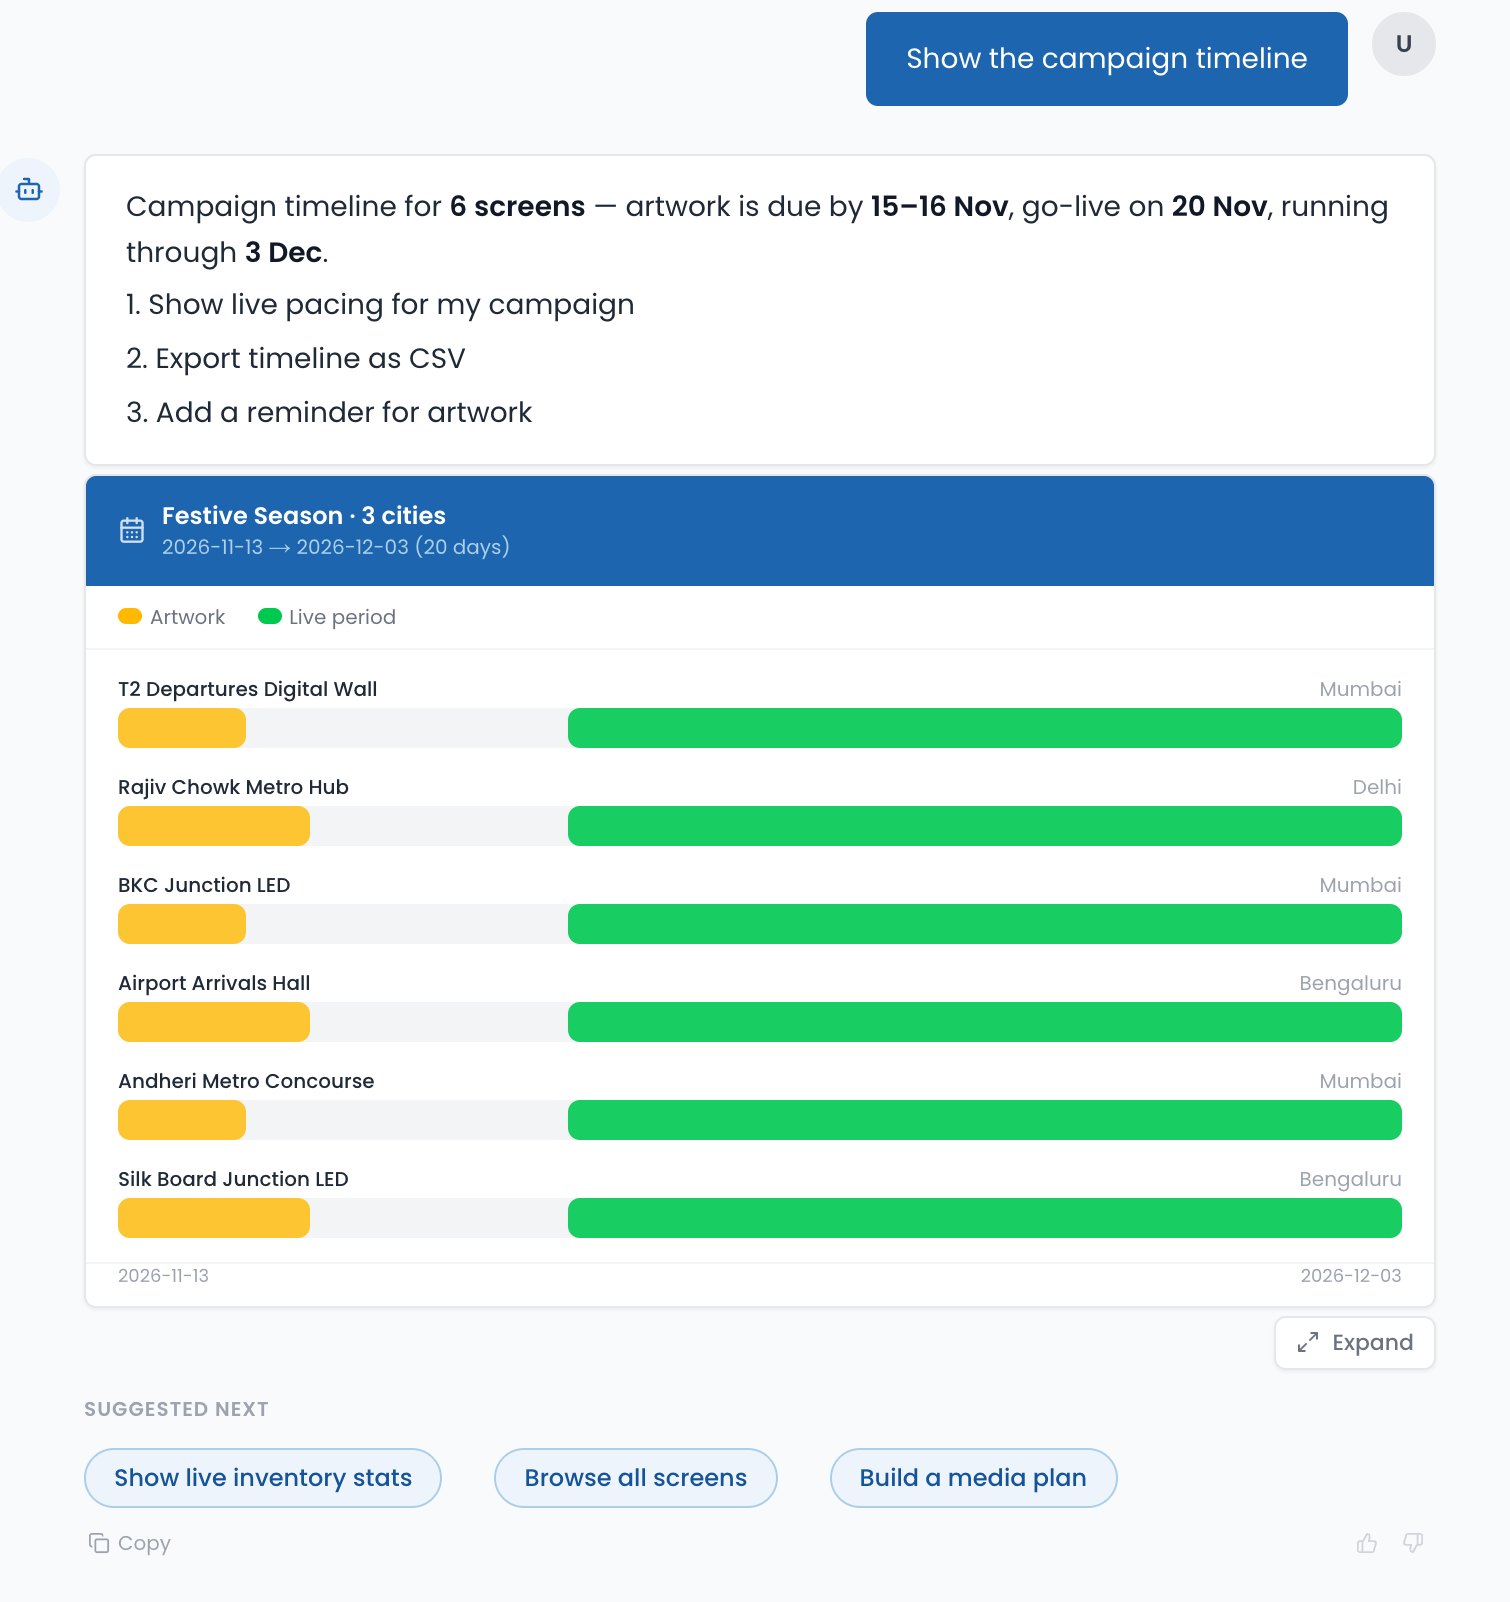 Show the campaign timeline
U
Campaign timeline for 6 screens — artwork is due by 15–16 Nov, go-live on 20 Nov, running
through 3 Dec.
1. Show live pacing for my campaign
2. Export timeline as CSV
3. Add a reminder for artwork
Festive Season · 3 cities
2026-11-13 → 2026-12-03 (20 days)
Artwork Live period
T2 Departures Digital Wall Mumbai
Rajiv Chowk Metro Hub Delhi
BKC Junction LED Mumbai
Airport Arrivals Hall Bengaluru
Andheri Metro Concourse Mumbai
Silk Board Junction LED Bengaluru
2026-11-13 2026-12-03
Expand
SUGGESTED NEXT
Show live inventory stats Browse all screens Build a media plan
Copy